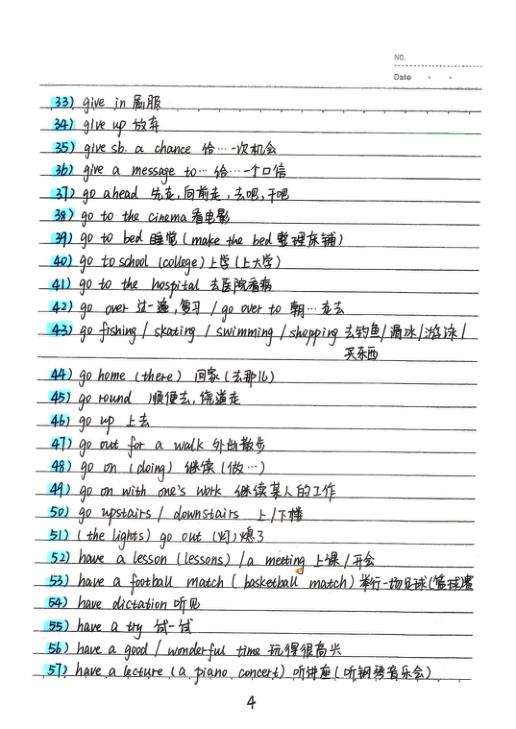 NO.
Date
33) give in 屈服
34) give up 放弃
35) give sb. a chance 给…一次机会
36) give a message to… 给…一个口信
37) go ahead 先走,向前走,去吧,干吧
38) go to the cinema 看电影
39) go to bed 睡觉(make the bed 整理床铺)
40) go to school (college)上学(上大学)
41) go to the hospital 去医院看病
42) go over 过一遍,复习 / go over to 朝…走去
43) go fishing / skating / swimming / shopping 去钓鱼/溜冰/游泳/
买东西
44) go home (there) 回家(去那儿)
45) go round 顺便去,绕道走
46) go up 上去
47) go out for a walk 外出散步
48) go on (doing) 继续(做…)
49) go on with one's work 继续某人的工作
50) go upstairs / downstairs 上/下楼
51) (the lights) go out (灯)熄了
52) have a lesson (lessons) / a meeting 上课/开会
53) have a football match ( basketball match) 举行一场足球(篮球赛
54) have dictation 听见
55) have a try 试一试
56) have a good / wonderful time 玩得很高兴
57) have a lecture (a piano concert) 听讲座(听钢琴音乐会)
4